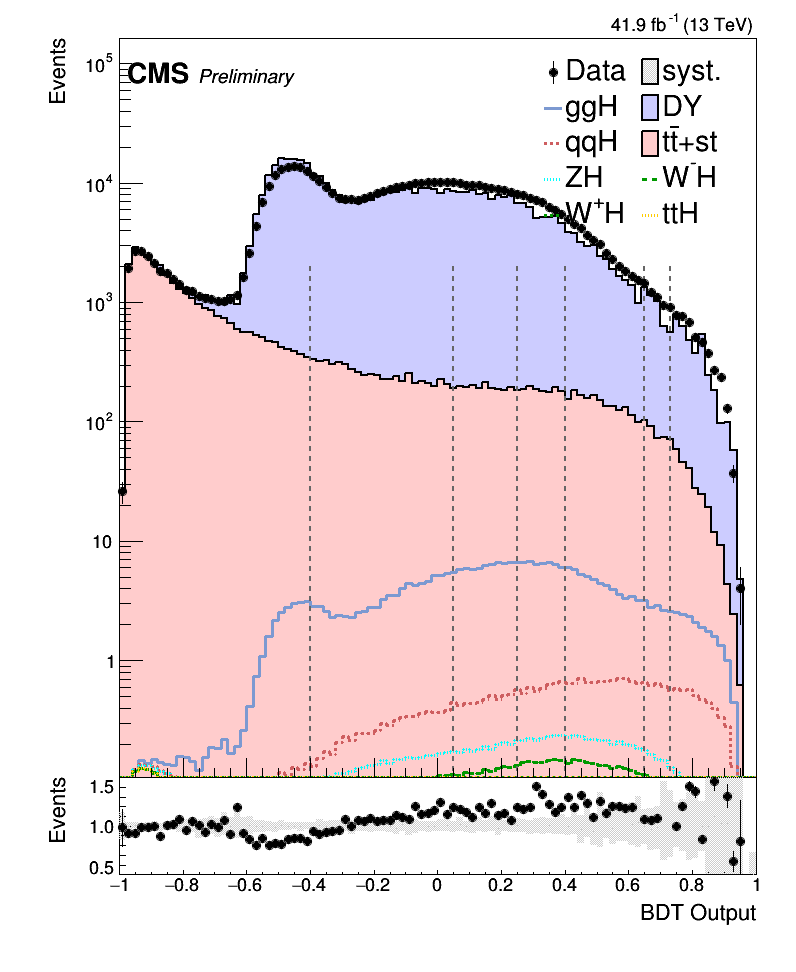 41.9 fb⁻¹ (13 TeV)
Events
CMS Preliminary
Data syst.
ggH DY
qqH tt̄+st
ZH W⁻H
W⁺H ttH
10⁵
10⁴
10³
10²
10
1
Events
1.5
1.0
0.5
−1 −0.8 −0.6 −0.4 −0.2 0 0.2 0.4 0.6 0.8 1
BDT Output